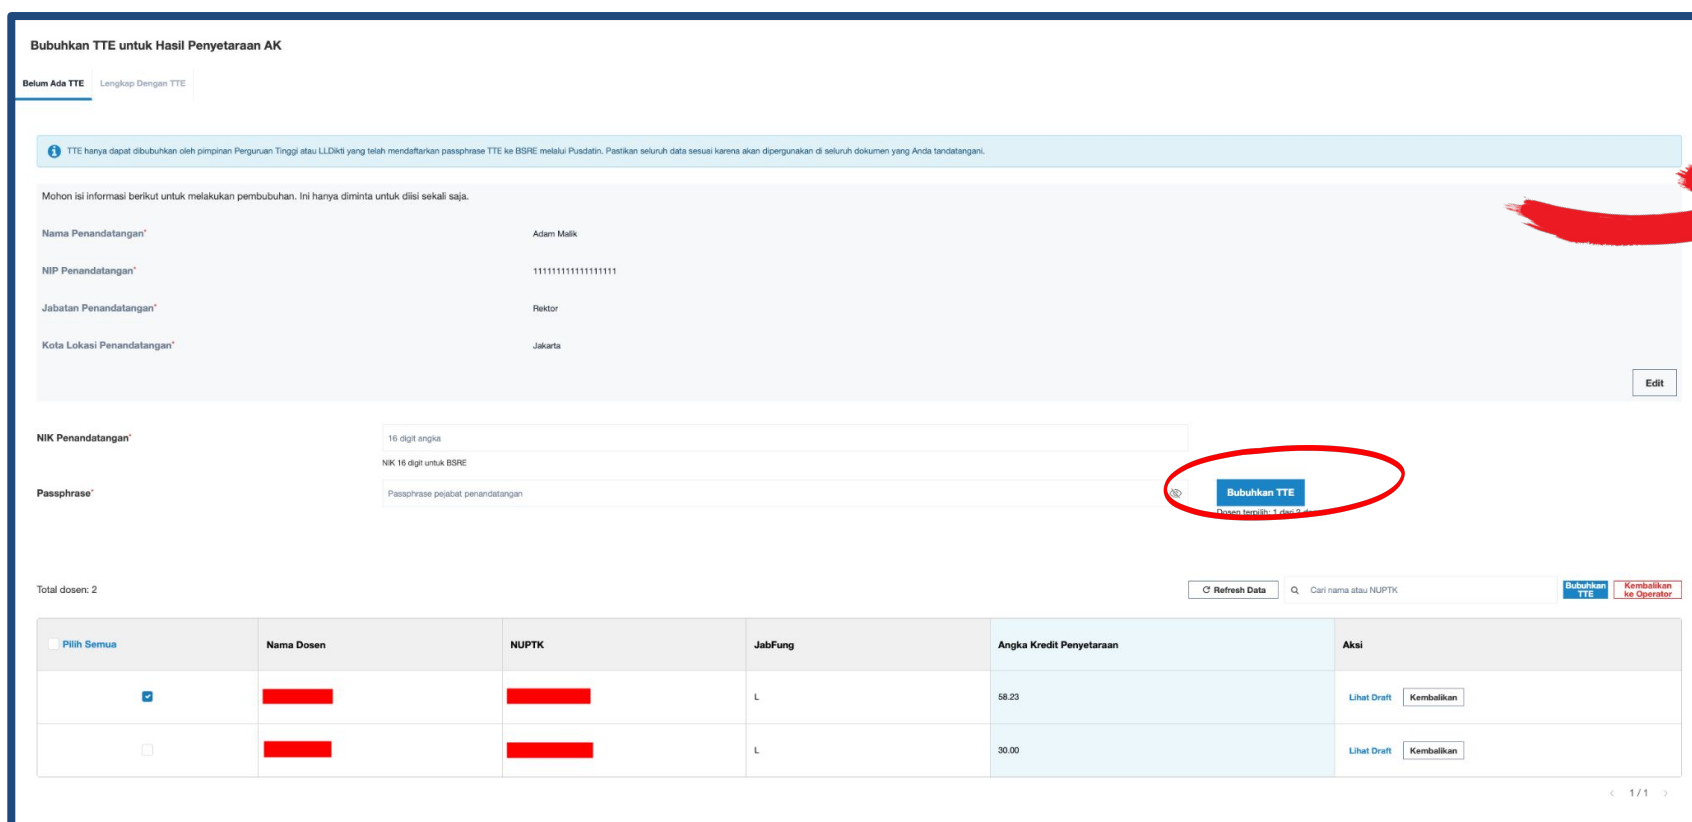 Bubuhkan TTE untuk Hasil Penyetaraan AK
Belum Ada TTE Lengkap Dengan TTE
TTE hanya dapat dibubuhkan oleh pimpinan Perguruan Tinggi atau LLDikti yang telah mendaftarkan passphrase TTE ke BSRE melalui Pusdatin. Pastikan seluruh data sesuai karena akan dipergunakan di seluruh dokumen yang Anda tandatangani.
Mohon isi informasi berikut untuk melakukan pembubuhan. Ini hanya diminta untuk diisi sekali saja.
Nama Penandatangan* Adam Malik
NIP Penandatangan* 111111111111111111
Jabatan Penandatangan* Rektor
Kota Lokasi Penandatangan* Jakarta
Edit
NIK Penandatangan* 16 digit angka
NIK 16 digit untuk BSRE
Passphrase* Passphrase pejabat penandatangan Bubuhkan TTE
Dosen terpilih: 1 dari 2
Total dosen: 2 Refresh Data Cari nama atau NUPTK Bubuhkan TTE Kembalikan ke Operator
Pilih Semua Nama Dosen NUPTK JabFung Angka Kredit Penyetaraan Aksi
L 58.23 Lihat Draft Kembalikan
L 30.00 Lihat Draft Kembalikan
< 1 / 1 >